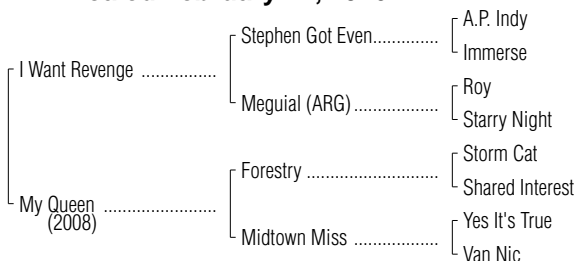 Stephen Got Even
A.P. Indy
Immerse
I Want Revenge
Meguial (ARG)
Roy
Starry Night
Forestry
Storm Cat
Shared Interest
My Queen
(2008)
Midtown Miss
Yes It's True
Van Nic